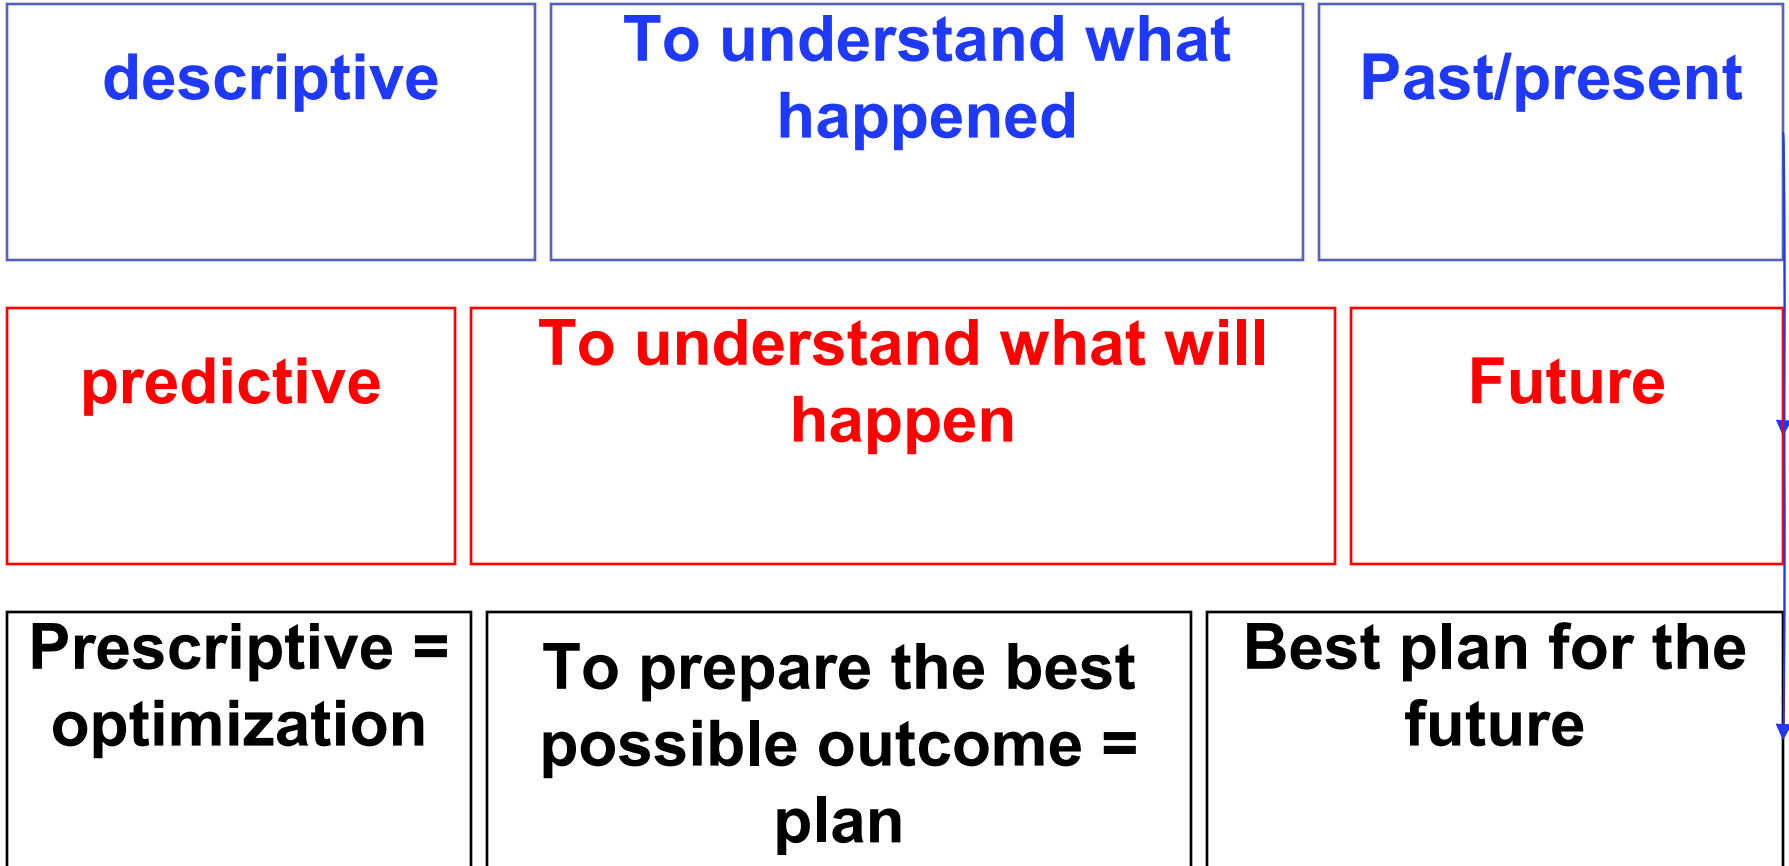 descriptive
To understand what
happened
Past/present
predictive
To understand what will
happen
Future
Prescriptive =
optimization
To prepare the best
possible outcome =
plan
Best plan for the
future